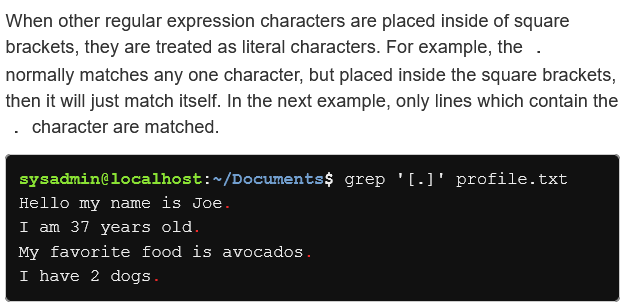 When other regular expression characters are placed inside of square
brackets, they are treated as literal characters. For example, the .
normally matches any one character, but placed inside the square brackets,
then it will just match itself. In the next example, only lines which contain the
. character are matched.
sysadmin@localhost:~/Documents$ grep '[.]' profile.txt
Hello my name is Joe.
I am 37 years old.
My favorite food is avocados.
I have 2 dogs.